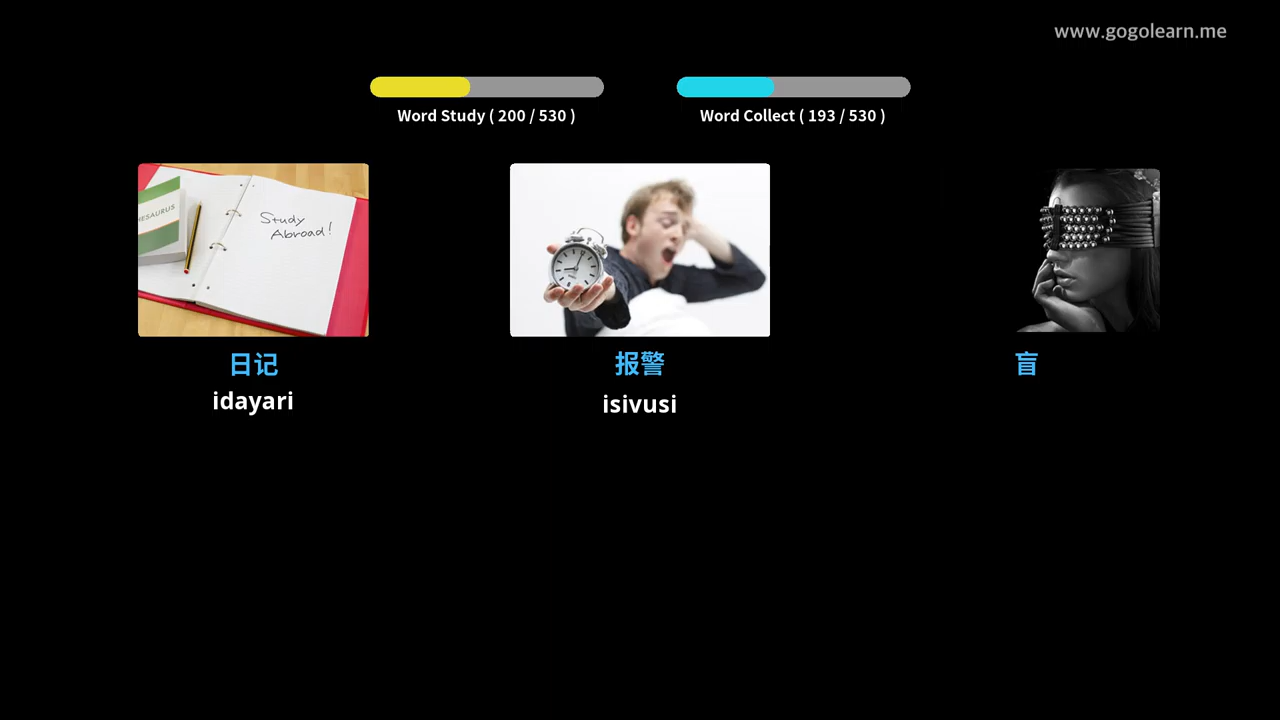 www.gogolearn.me
Word Study ( 200 / 530 )
Word Collect ( 193 / 530 )
HESAURUS
Study
Abroad!
日记
报警
盲
idayari
isivusi